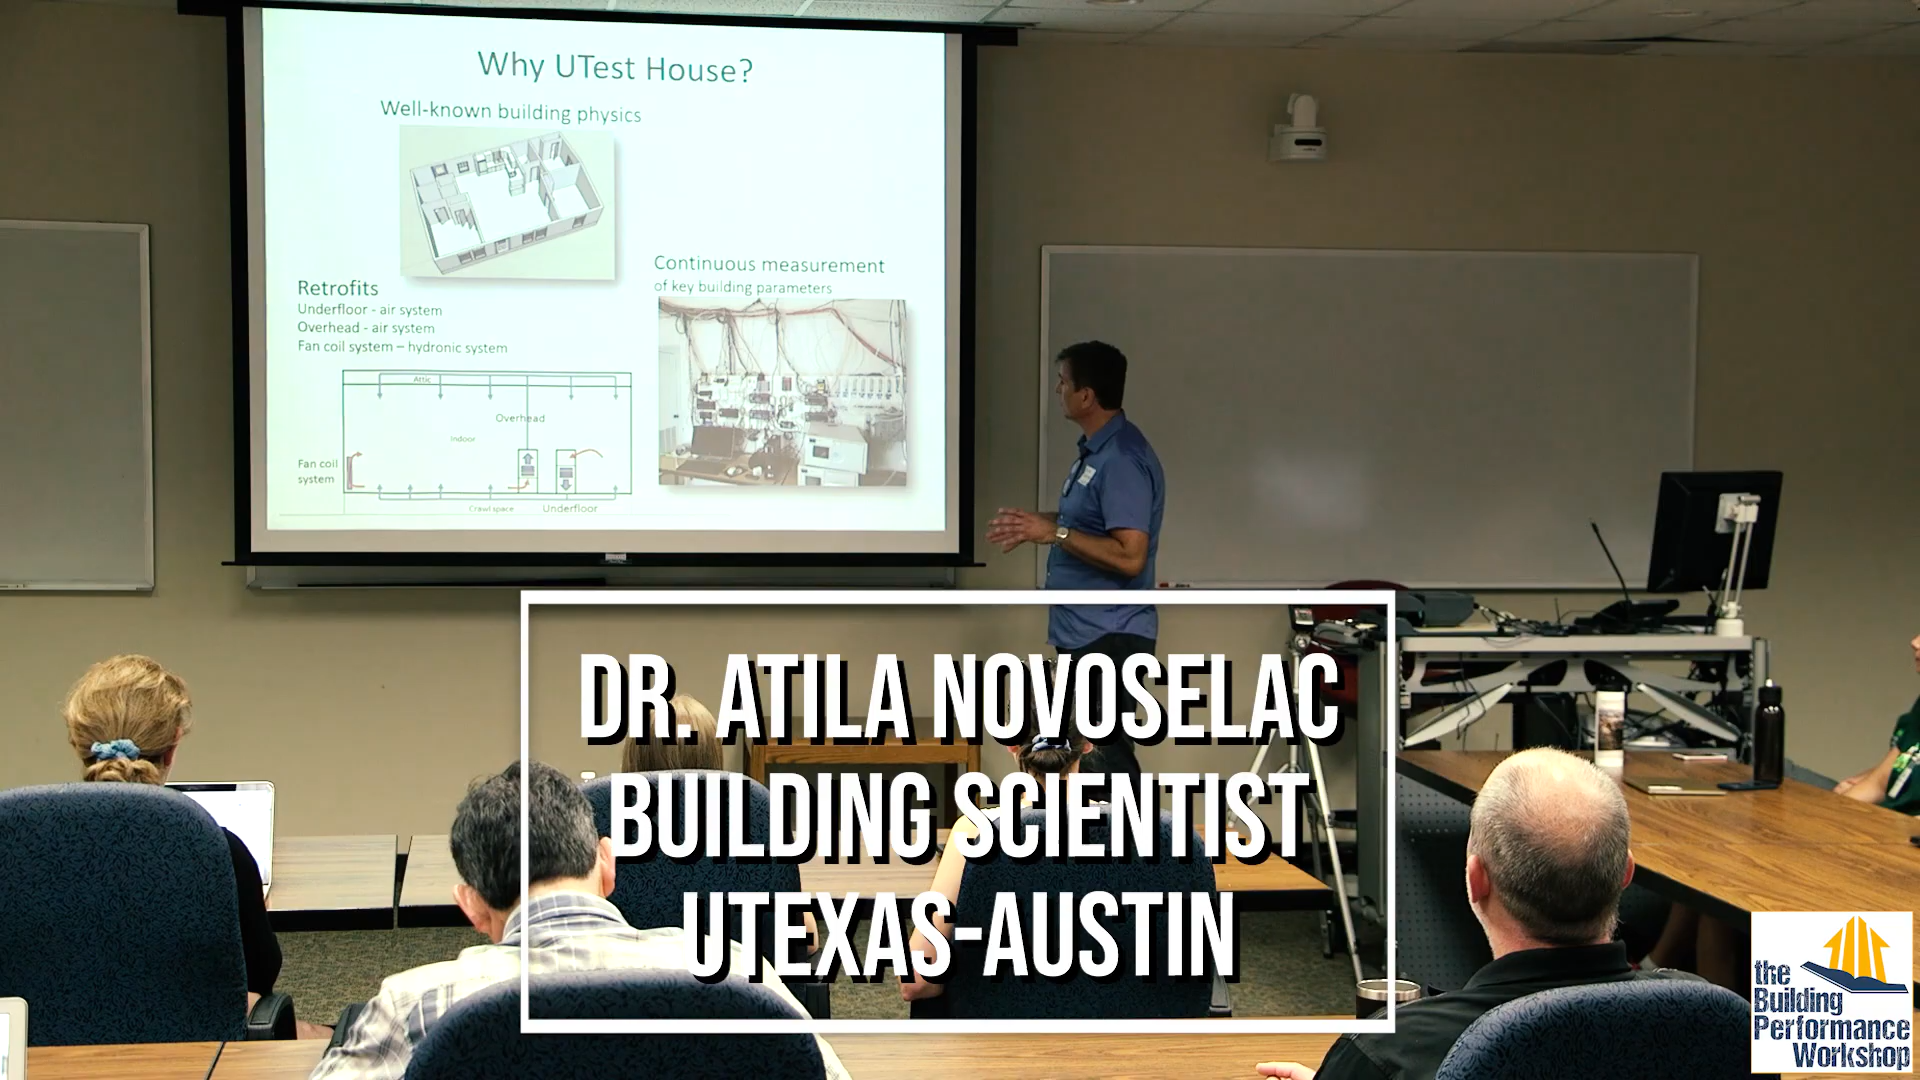 Why UTest House?
Well-known building physics
Continuous measurement
of key building parameters
Retrofits
Underfloor - air system
Overhead - air system
Fan coil system – hydronic system
Attic
Overhead
Indoor
Fan coil
system
Crawl space
Underfloor
DR. ATILA NOVOSELAC
BUILDING SCIENTIST
UTEXAS-AUSTIN
the
Building
Performance
Workshop